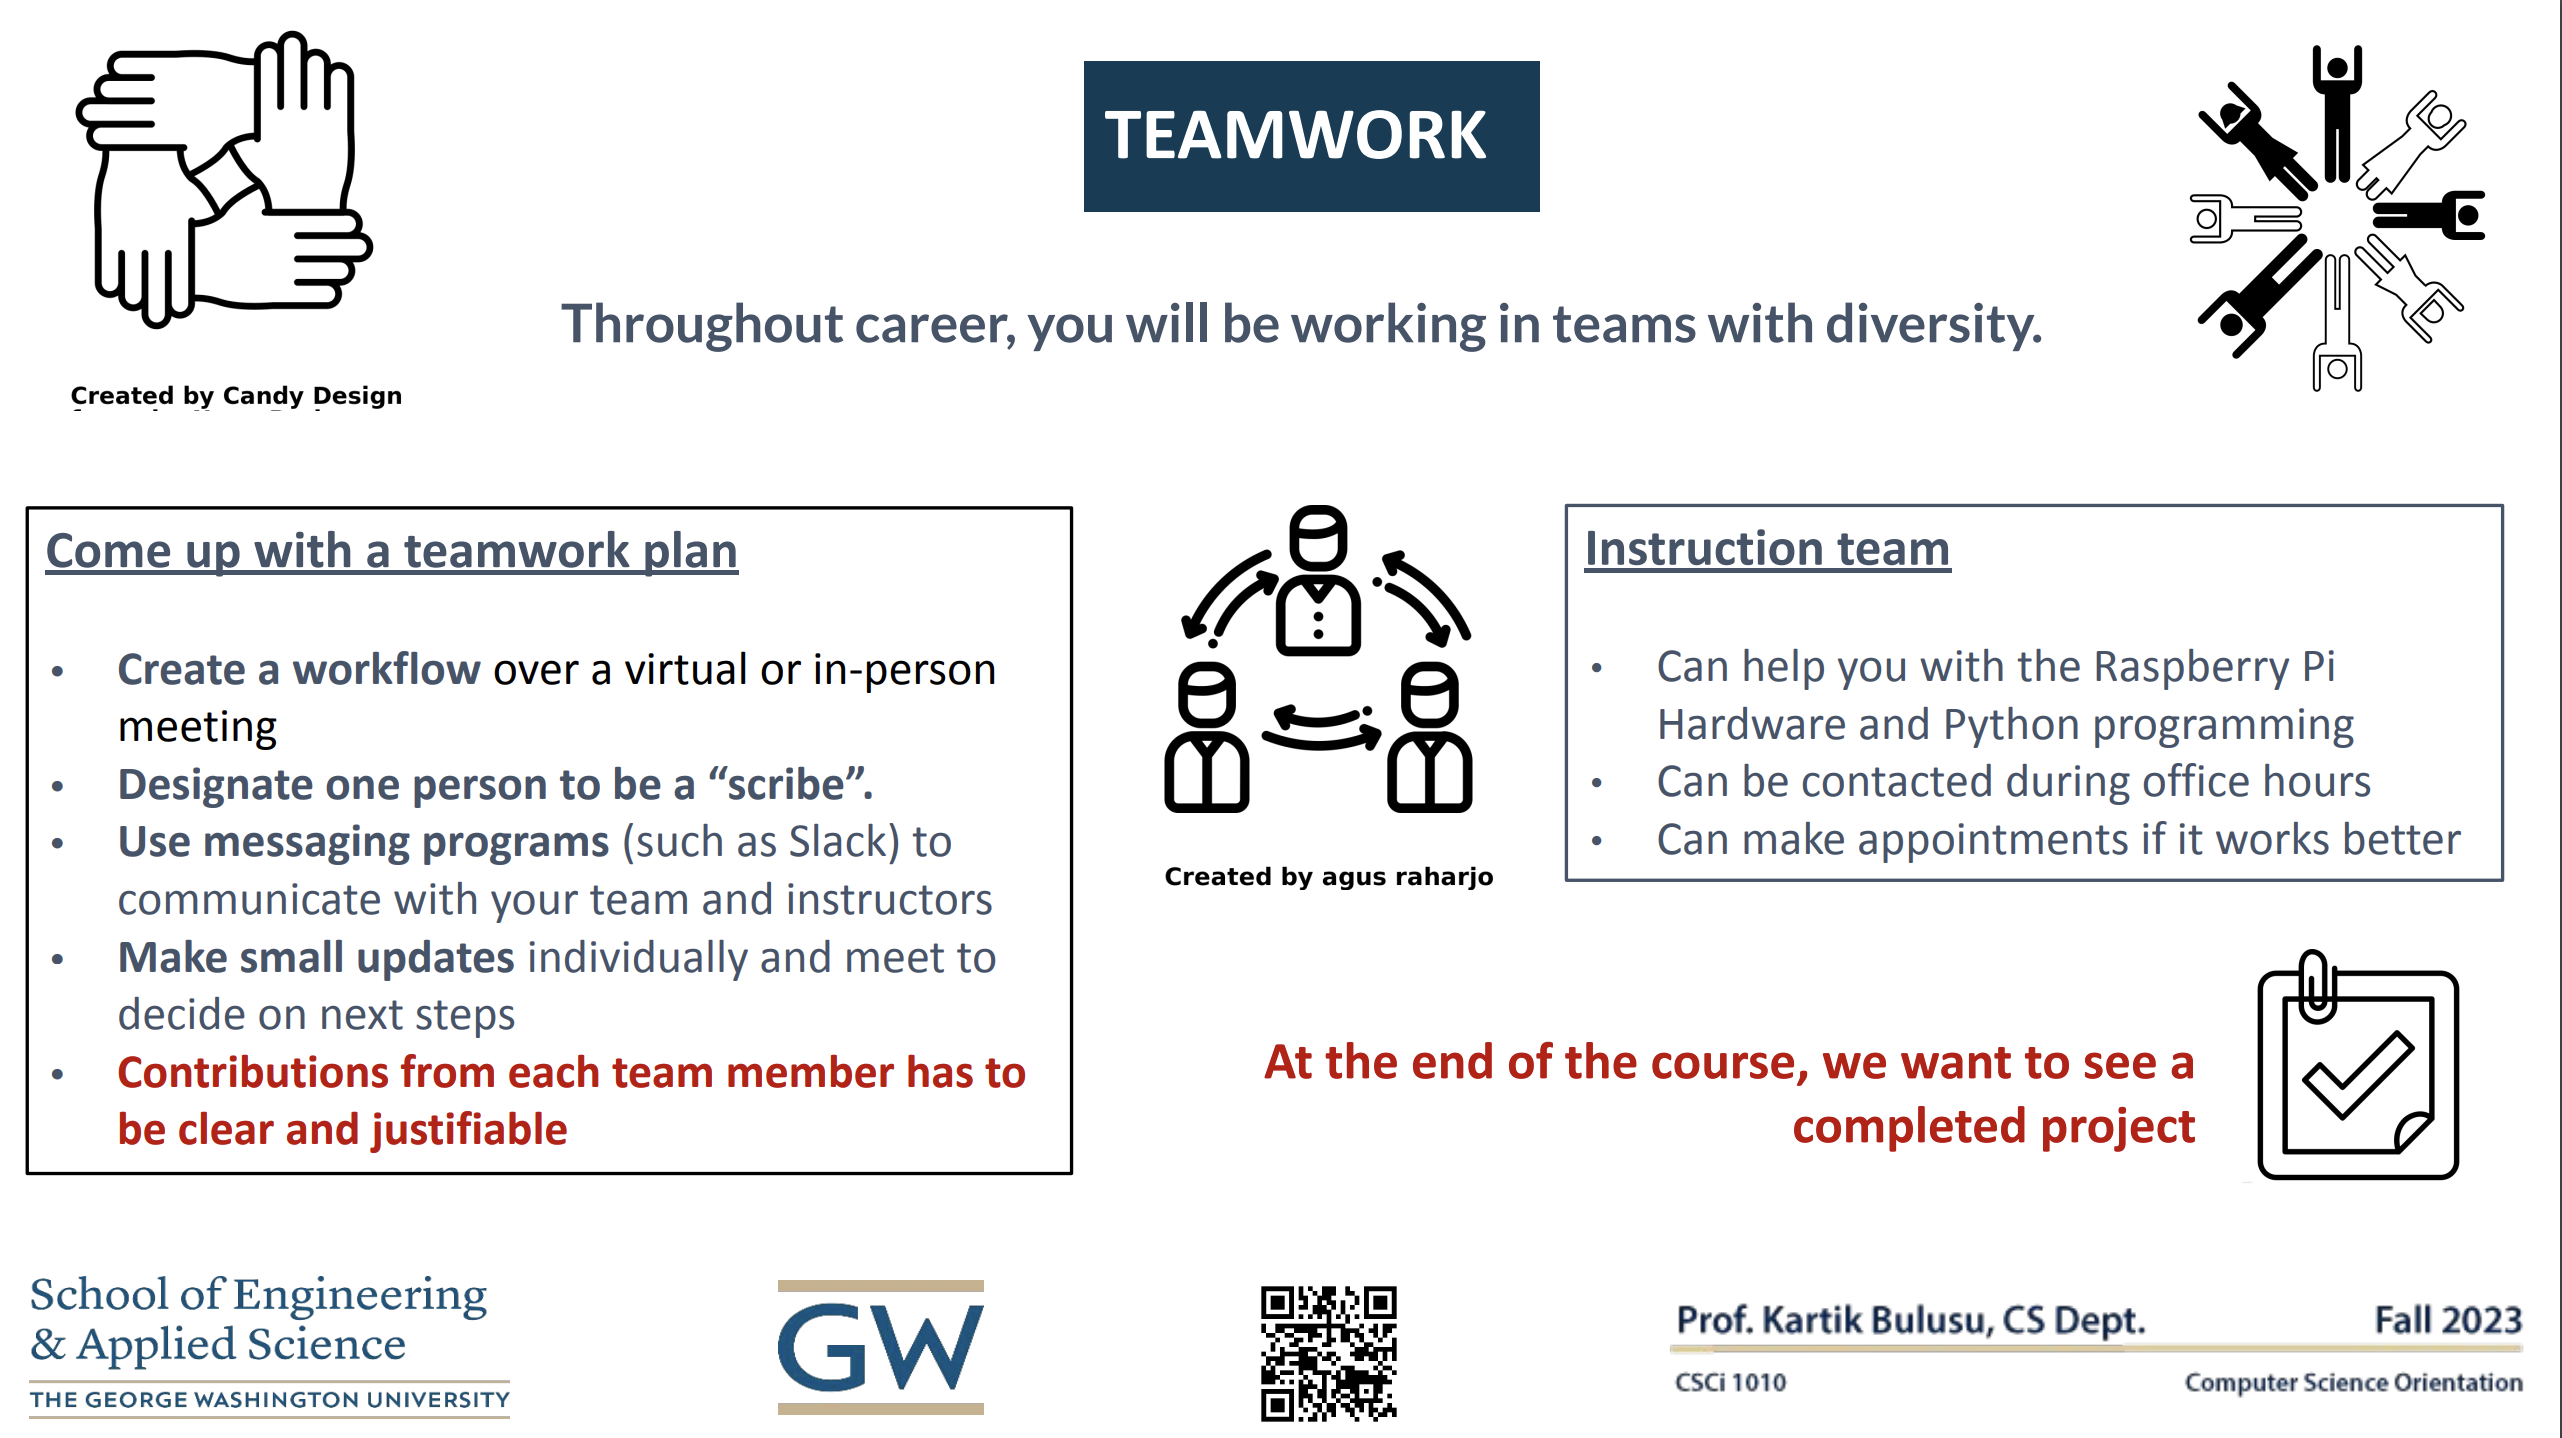 TEAMWORK
Throughout career, you will be working in teams with diversity.
Created by Candy Design
Come up with a teamwork plan
• Create a workflow over a virtual or in-person
meeting
• Designate one person to be a “scribe”.
• Use messaging programs (such as Slack) to
communicate with your team and instructors
• Make small updates individually and meet to
decide on next steps
• Contributions from each team member has to
be clear and justifiable
Created by agus raharjo
Instruction team
• Can help you with the Raspberry Pi
Hardware and Python programming
• Can be contacted during office hours
• Can make appointments if it works better
At the end of the course, we want to see a
completed project
School of Engineering
& Applied Science
THE GEORGE WASHINGTON UNIVERSITY
GW
Prof. Kartik Bulusu, CS Dept. Fall 2023
CSCi 1010 Computer Science Orientation